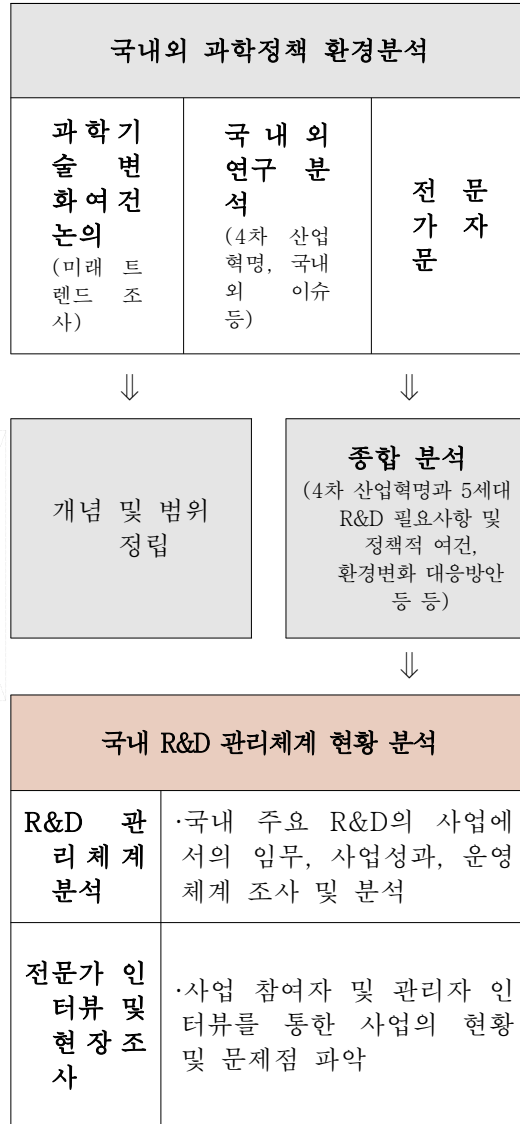 국내외 과학정책 환경분석
과학기
술 변
화여건
논의
(미래 트
렌드 조
사)
국 내 외
연구 분
석
(4차 산업
혁명, 국내
외 이슈
등)
전 문
가 자
문
⇓
⇓
개념 및 범위
정립
종합 분석
(4차 산업혁명과 5세대
R&D 필요사항 및
정책적 여건,
환경변화 대응방안
등 등)
⇓
국내 R&D 관리체계 현황 분석
R&D 관
리체계
분석
·국내 주요 R&D의 사업에
서의 임무, 사업성과, 운영
체계 조사 및 분석
전문가 인
터뷰 및
현장조
사
·사업 참여자 및 관리자 인
터뷰를 통한 사업의 현황
및 문제점 파악